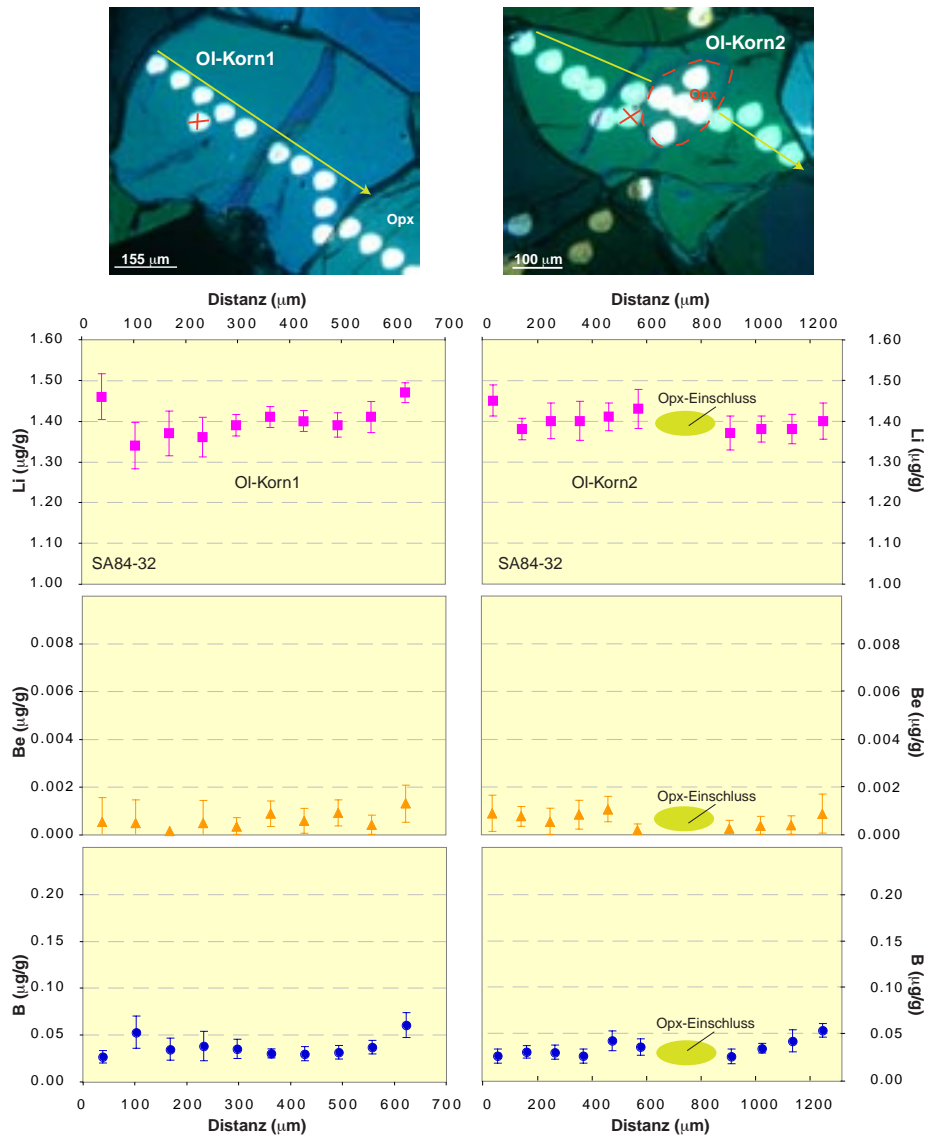 Ol-Korn1
Opx
155 μm
Ol-Korn2
Opx
100 μm
Distanz (μm)
0 100 200 300 400 500 600 700
Distanz (μm)
0 200 400 600 800 1000 1200
Li (μg/g)
1.60
1.50
1.40
1.30
1.20
1.10
1.00
Ol-Korn1
SA84-32
Opx-Einschluss
Ol-Korn2
SA84-32
1.60
1.50
1.40
1.30
1.20
1.10
1.00
Li (μg/g)
Be (μg/g)
0.008
0.006
0.004
0.002
0.000
Opx-Einschluss
0.008
0.006
0.004
0.002
0.000
Be (μg/g)
B (μg/g)
0.20
0.15
0.10
0.05
0.00
Opx-Einschluss
0.20
0.15
0.10
0.05
0.00
B (μg/g)
0 100 200 300 400 500 600 700
Distanz (μm)
0 200 400 600 800 1000 1200
Distanz (μm)